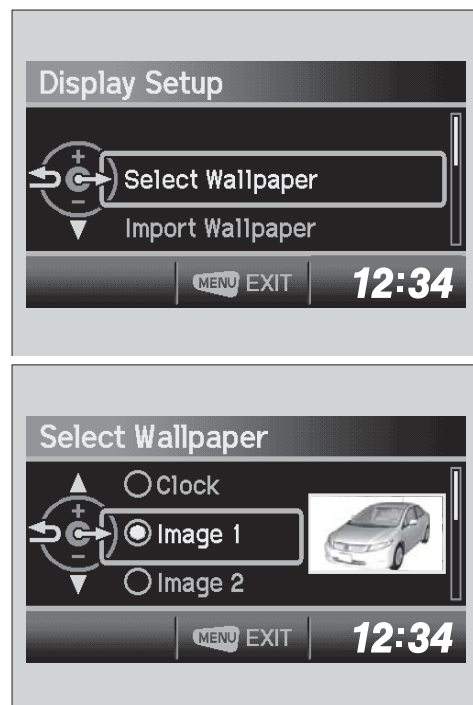 Display Setup
+
Select Wallpaper
−
Import Wallpaper
MENU EXIT
12:34
Select Wallpaper
Clock
+
Image 1
−
Image 2
MENU EXIT
12:34